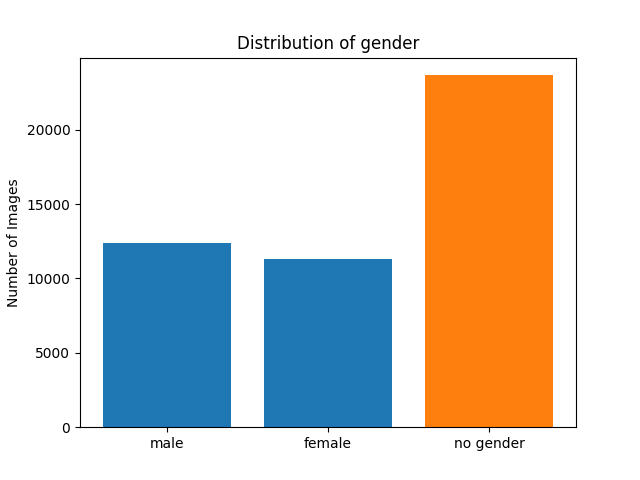 Distribution of gender
Number of Images
20000
15000
10000
5000
0
male female no gender